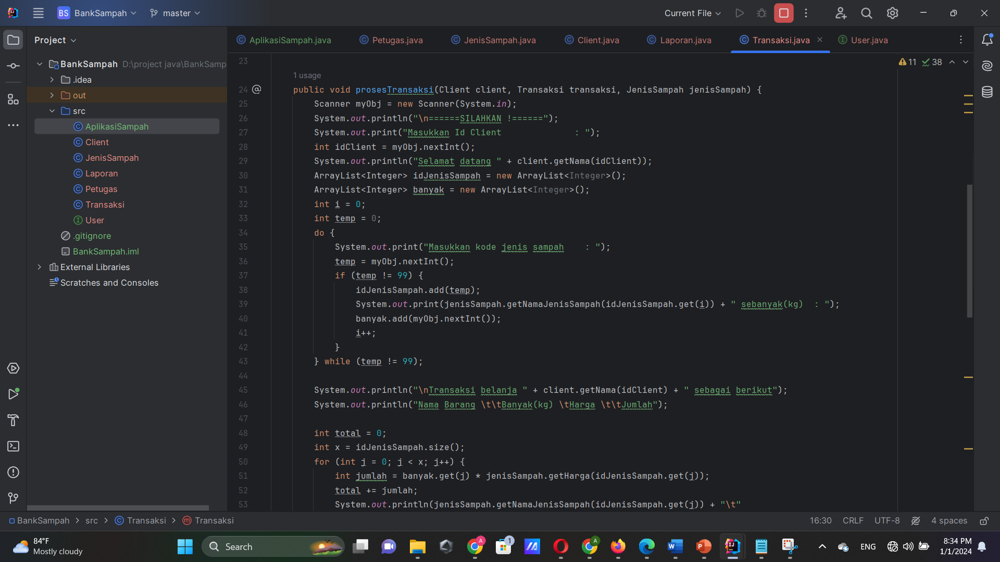 BS BankSampah master Current File
Project
AplikasiSampah.java Petugas.java JenisSampah.java Client.java Laporan.java Transaksi.java User.java
BankSampah D:\project java\BankSamp
.idea
out
src
AplikasiSampah
Client
JenisSampah
Laporan
Petugas
Transaksi
User
.gitignore
BankSampah.iml
External Libraries
Scratches and Consoles
11 38
23
1 usage
24 @ public void prosesTransaksi(Client client, Transaksi transaksi, JenisSampah jenisSampah) {
25 Scanner myObj = new Scanner(System.in);
26 System.out.println("\n======SILAHKAN !======");
27 System.out.print("Masukkan Id Client              : ");
28 int idClient = myObj.nextInt();
29 System.out.println("Selamat datang " + client.getNama(idClient));
30 ArrayList<Integer> idJenisSampah = new ArrayList<Integer>();
31 ArrayList<Integer> banyak = new ArrayList<Integer>();
32 int i = 0;
33 int temp = 0;
34 do {
35 System.out.print("Masukkan kode jenis sampah    : ");
36 temp = myObj.nextInt();
37 if (temp != 99) {
38 idJenisSampah.add(temp);
39 System.out.print(jenisSampah.getNamaJenisSampah(idJenisSampah.get(i)) + " sebanyak(kg)  : ");
40 banyak.add(myObj.nextInt());
41 i++;
42 }
43 } while (temp != 99);
44
45 System.out.println("\nTransaksi belanja " + client.getNama(idClient) + " sebagai berikut");
46 System.out.println("Nama Barang \t\tBanyak(kg) \tHarga \t\tJumlah");
47
48 int total = 0;
49 int x = idJenisSampah.size();
50 for (int j = 0; j < x; j++) {
51 int jumlah = banyak.get(j) * jenisSampah.getHarga(idJenisSampah.get(j));
52 total += jumlah;
53 System.out.println(jenisSampah.getNamaJenisSampah(idJenisSampah.get(j)) + "\t"
BankSampah > src > Transaksi > Transaksi 16:30 CRLF UTF-8 4 spaces
84°F
Mostly cloudy
Search
1
ENG
8:34 PM
1/1/2024